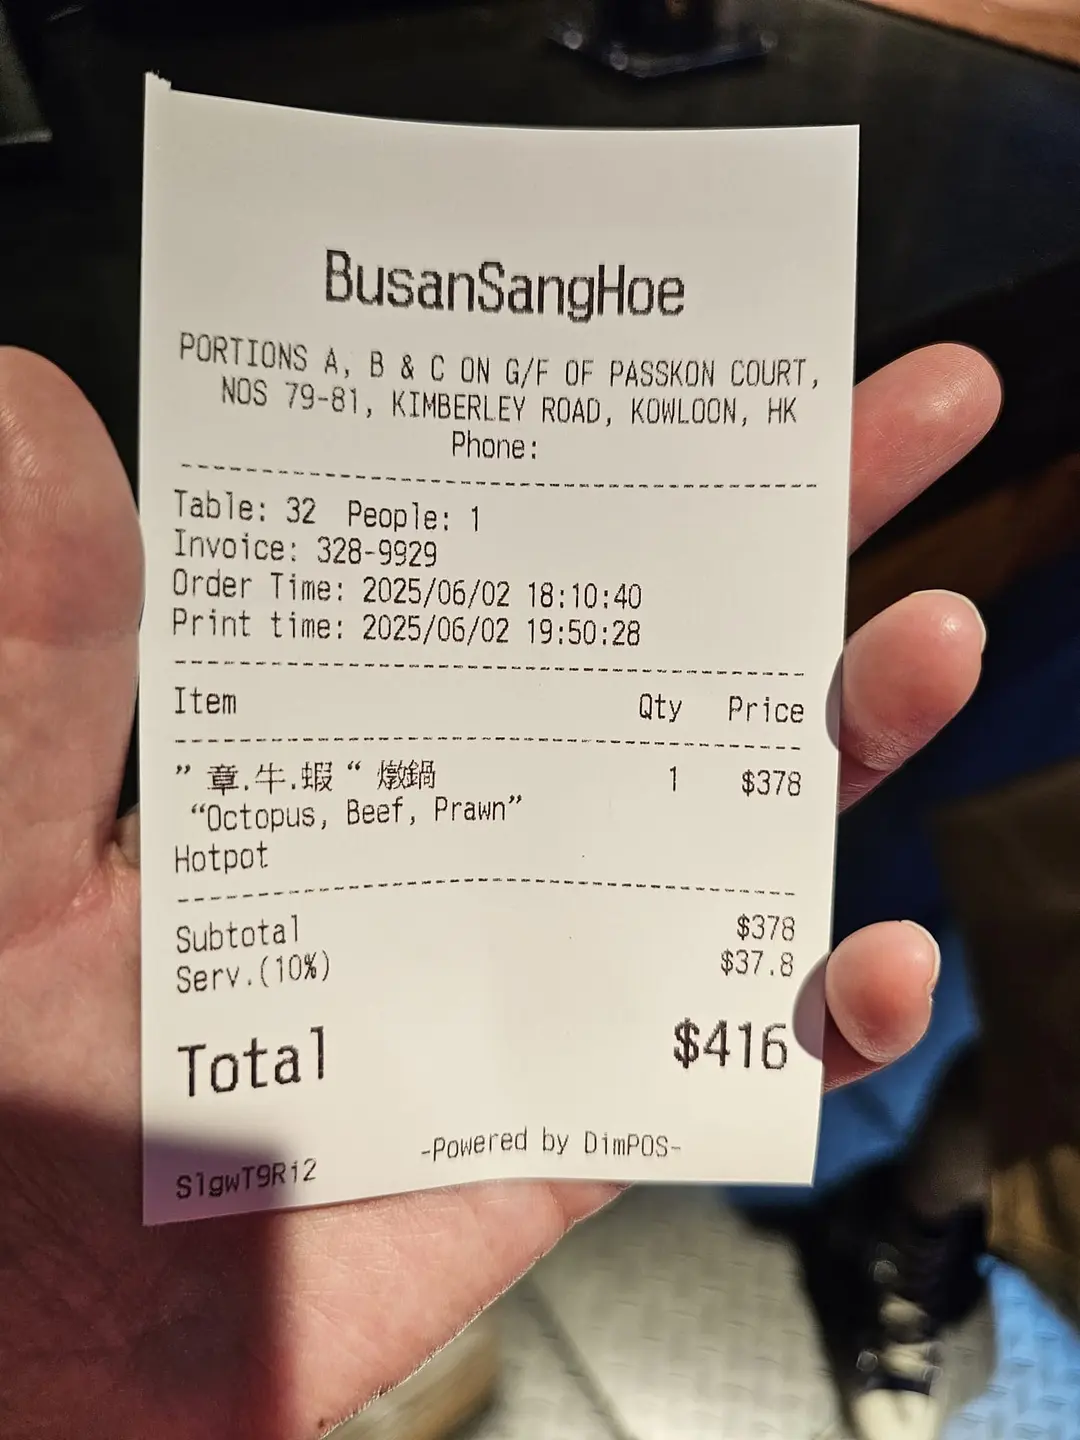 BusanSangHoe
PORTIONS A, B & C ON G/F OF PASSKON COURT,
NOS 79-81, KIMBERLEY ROAD, KOWLOON, HK
Phone:
Table: 32 People: 1
Invoice: 328-9929
Order Time: 2025/06/02 18:10:40
Print time: 2025/06/02 19:50:28
Item Qty Price
” 章.牛.蝦 “ 燉鍋 1 $378
“Octopus, Beef, Prawn”
Hotpot
Subtotal $378
Serv.(10%) $37.8
Total $416
-Powered by DimPOS-
SlgwT9Ri2